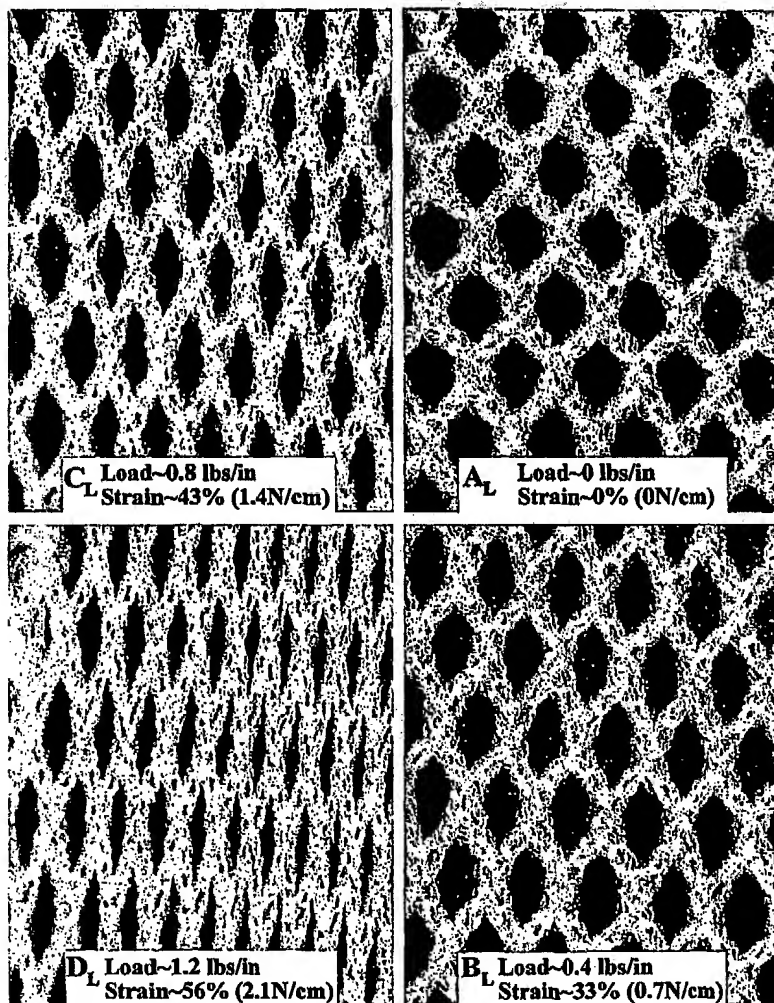 C_L Load~0.8 lbs/in
Strain~43% (1.4N/cm)
A_L Load~0 lbs/in
Strain~0% (0N/cm)
D_L Load~1.2 lbs/in
Strain~56% (2.1N/cm)
B_L Load~0.4 lbs/in
Strain~33% (0.7N/cm)